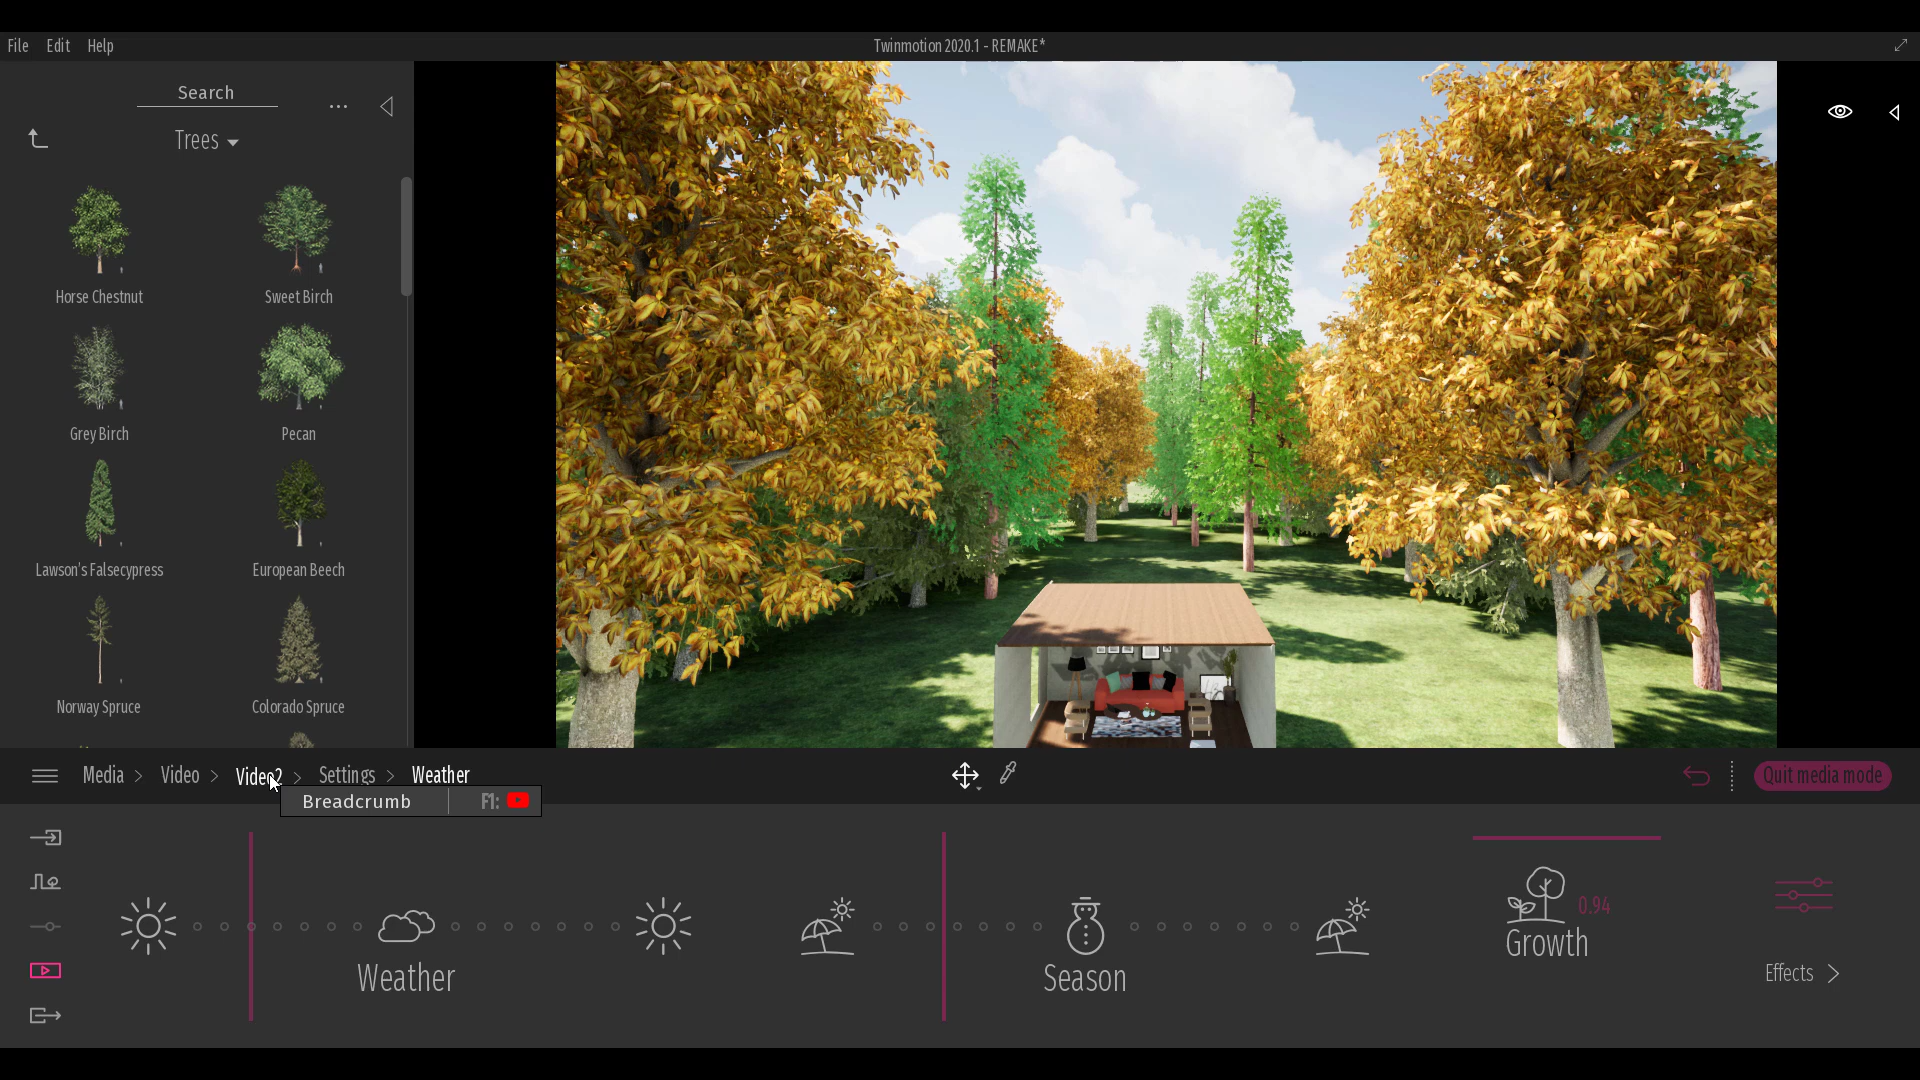 File Edit Help
Twinmotion 2020.1 - REMAKE*
Search
Trees
Horse Chestnut
Sweet Birch
Grey Birch
Pecan
Lawson's Falsecypress
European Beech
Norway Spruce
Colorado Spruce
Media > Video > Video2 > Settings > Weather
Quit media mode
Breadcrumb F1:
0.94
Growth
Weather
Season
Effects >